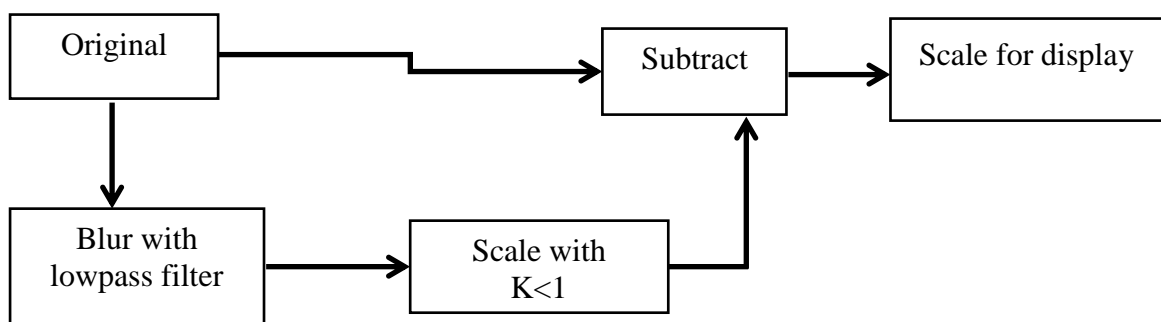 Original
Subtract
Scale for display
Blur with
lowpass filter
Scale with
K<1